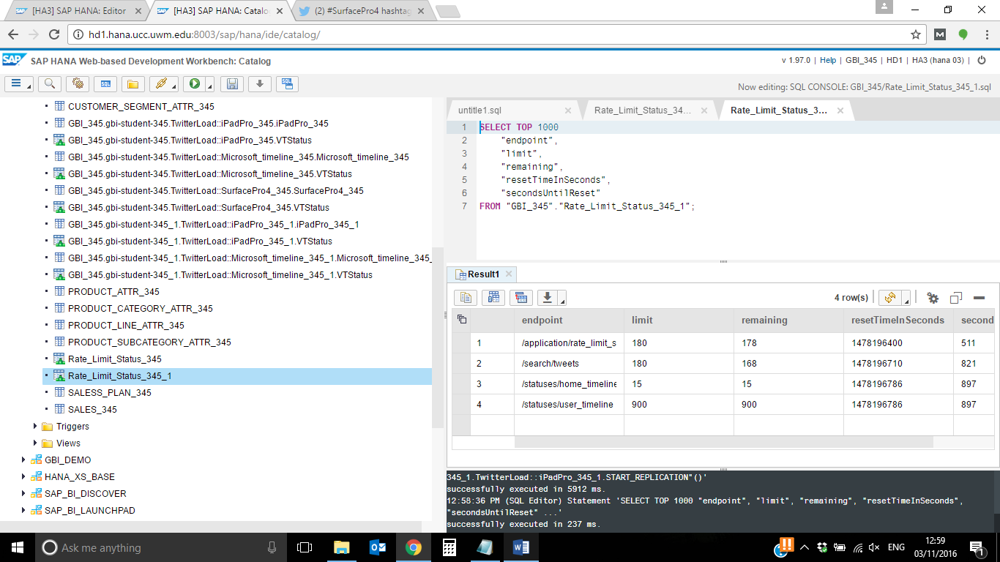 [HA3] SAP HANA: Editor
[HA3] SAP HANA: Catalo
(2) #SurfacePro4 hashtag
hd1.hana.ucc.uwm.edu:8003/sap/hana/ide/catalog/
SAP
SAP HANA Web-based Development Workbench: Catalog
v 1.97.0 | Help | GBI_345 | HD1 | HA3 (hana 03) |
SQL
SQL
Now editing: SQL CONSOLE: GBI_345/Rate_Limit_Status_345_1.sql
CUSTOMER_SEGMENT_ATTR_345
GBI_345.gbi-student-345.TwitterLoad::iPadPro_345.iPadPro_345
GBI_345.gbi-student-345.TwitterLoad::iPadPro_345.VTStatus
GBI_345.gbi-student-345.TwitterLoad::Microsoft_timeline_345.Microsoft_timeline_345
GBI_345.gbi-student-345.TwitterLoad::Microsoft_timeline_345.VTStatus
GBI_345.gbi-student-345.TwitterLoad::SurfacePro4_345.SurfacePro4_345
GBI_345.gbi-student-345.TwitterLoad::SurfacePro4_345.VTStatus
GBI_345.gbi-student-345_1.TwitterLoad::iPadPro_345_1.iPadPro_345_1
GBI_345.gbi-student-345_1.TwitterLoad::iPadPro_345_1.VTStatus
GBI_345.gbi-student-345_1.TwitterLoad::Microsoft_timeline_345_1.Microsoft_timeline_345_
GBI_345.gbi-student-345_1.TwitterLoad::Microsoft_timeline_345_1.VTStatus
PRODUCT_ATTR_345
PRODUCT_CATEGORY_ATTR_345
PRODUCT_LINE_ATTR_345
PRODUCT_SUBCATEGORY_ATTR_345
Rate_Limit_Status_345
Rate_Limit_Status_345_1
SALESS_PLAN_345
SALES_345
Triggers
Views
GBI_DEMO
HANA_XS_BASE
SAP_BI_DISCOVER
SAP_BI_LAUNCHPAD
untitle1.sql
Rate_Limit_Status_34...
Rate_Limit_Status_3...
1 SELECT TOP 1000
2 "endpoint",
3 "limit",
4 "remaining",
5 "resetTimeInSeconds",
6 "secondsUntilReset"
7 FROM "GBI_345"."Rate_Limit_Status_345_1";
Result1
4 row(s)
endpoint limit remaining resetTimeInSeconds second
1 /application/rate_limit_s 180 178 1478196400 511
2 /search/tweets 180 168 1478196710 821
3 /statuses/home_timeline 15 15 1478196786 897
4 /statuses/user_timeline 900 900 1478196786 897
345_1.TwitterLoad::iPadPro_345_1.START_REPLICATION"()'
successfully executed in 5912 ms.
12:58:36 PM (SQL Editor) Statement 'SELECT TOP 1000 "endpoint", "limit", "remaining", "resetTimeInSeconds",
"secondsUntilReset" ...'
successfully executed in 237 ms.
Ask me anything
ENG
12:59
03/11/2016
1